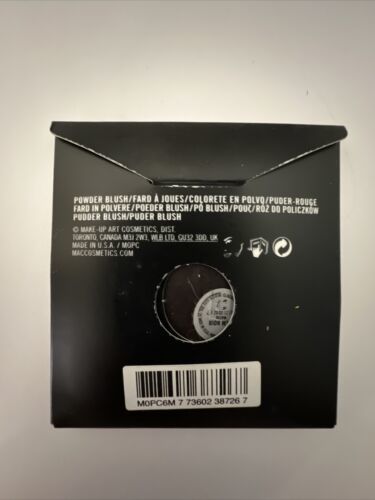 POWDER BLUSH/FARD À JOUES/COLORETE EN POLVO/PUDER-ROUGE
FARD IN POLVERE/POEDER BLUSH/PÓ BLUSH/POUĆ/RÓŻ DO POLICZKÓW
PUDDER BLUSH/PUDER BLUSH
© MAKE-UP ART COSMETICS, DIST.
TORONTO, CANADA M3J 2W3, WLB LTD, GU32 3DD, UK
MADE IN U.S.A. / M0PC
MACCOSMETICS.COM
M0PC6M 7 73602 38726 7